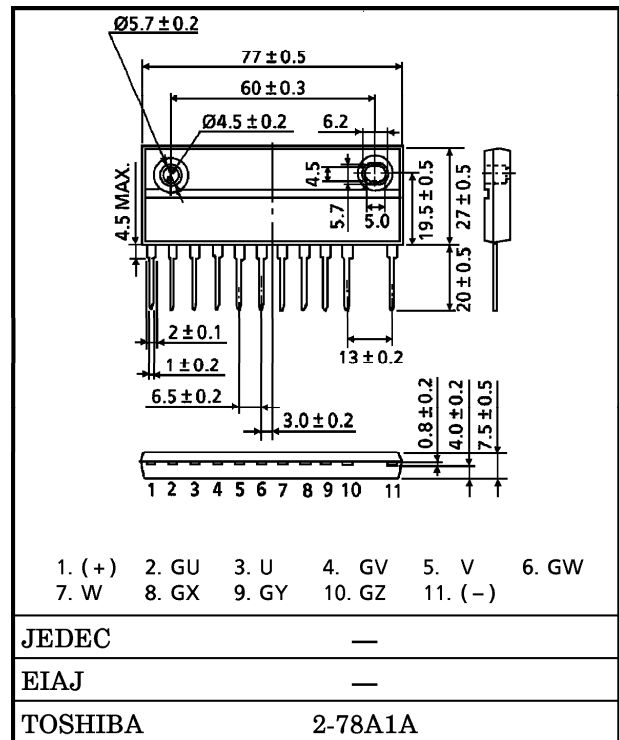 Ø5.7±0.2
77±0.5
60±0.3
Ø4.5±0.2 6.2
4.5 MAX.
4.5
5.7
5.0
19.5±0.5
27±0.5
20±0.5
2±0.1
1±0.2
13±0.2
6.5±0.2
3.0±0.2
0.8±0.2
4.0±0.2
7.5±0.5
1 2 3 4 5 6 7 8 9 10 11
1. (+) 2. GU 3. U 4. GV 5. V 6. GW
7. W 8. GX 9. GY 10. GZ 11. (−)
JEDEC —
EIAJ —
TOSHIBA 2-78A1A